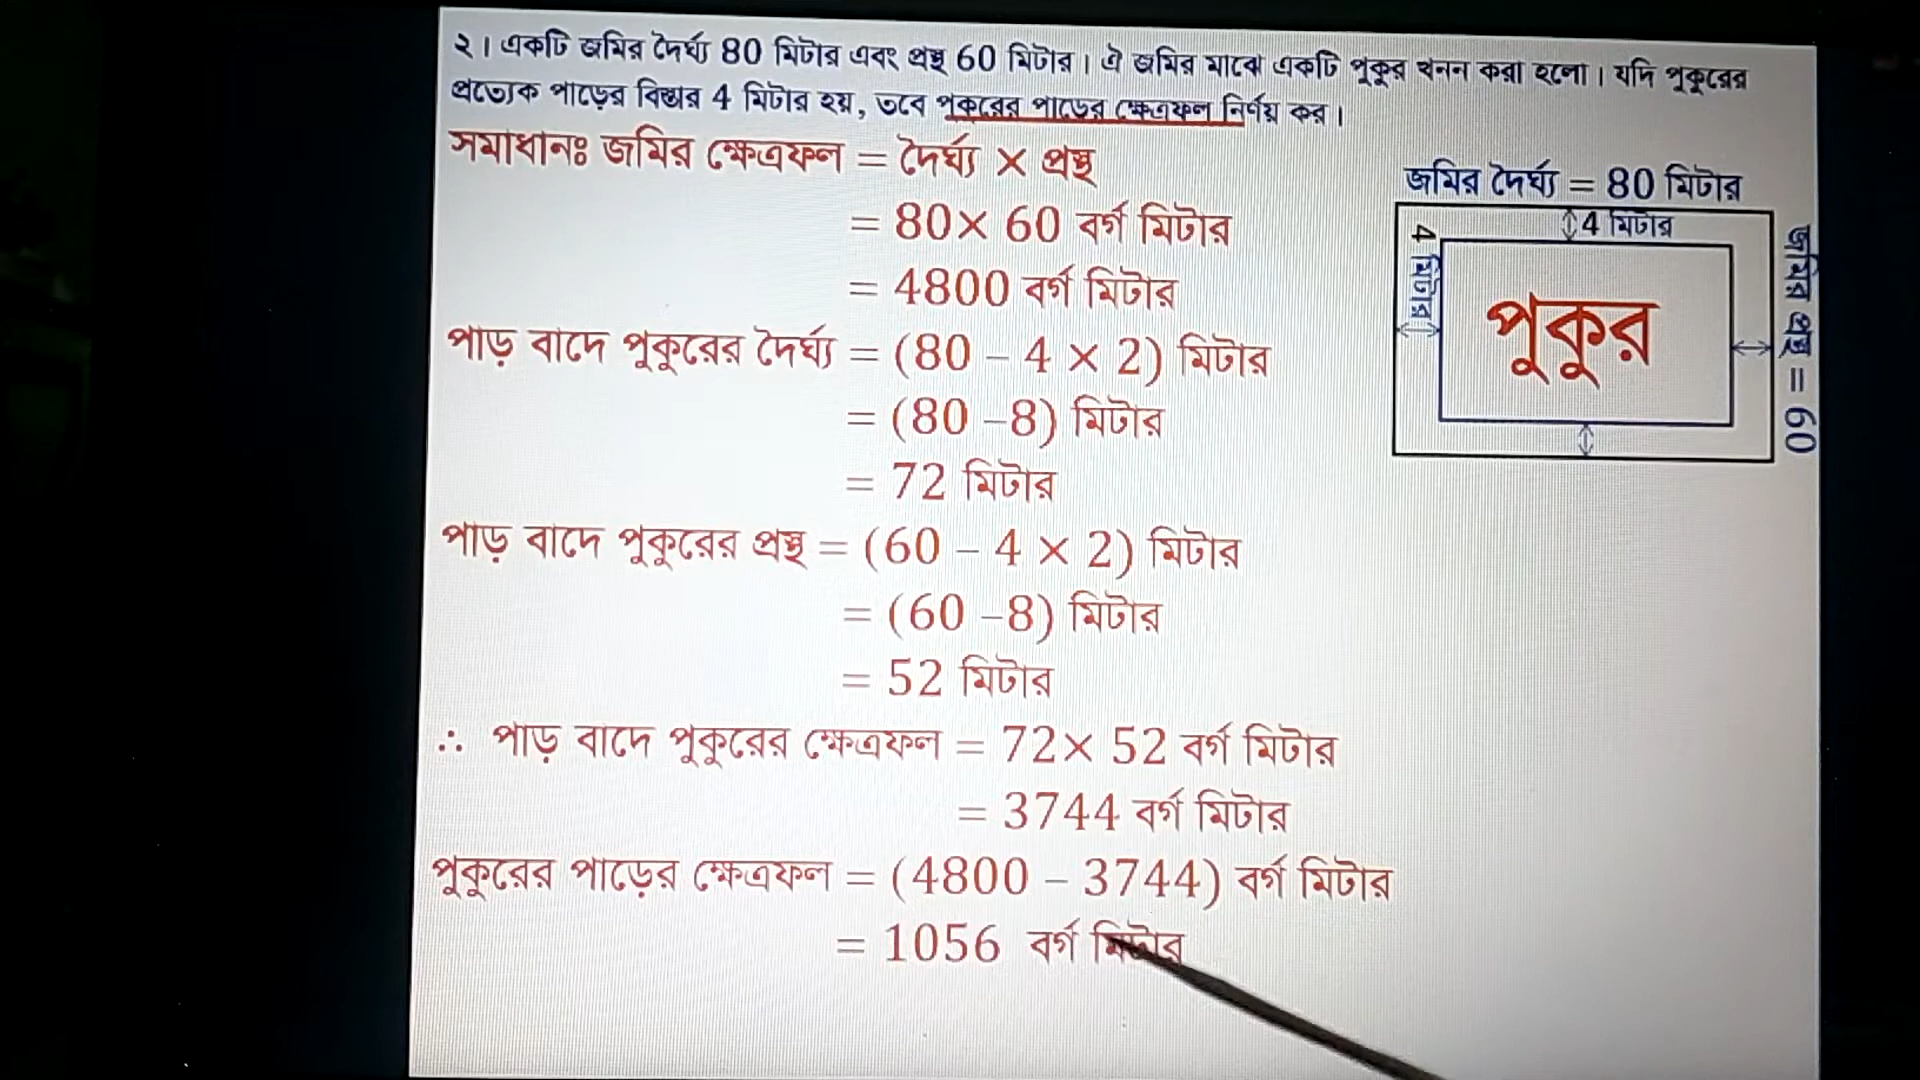 ২। একটি জমির দৈর্ঘ্য 80 মিটার এবং প্রস্থ 60 মিটার। ঐ জমির মাঝে একটি পুকুর খনন করা হলো। যদি পুকুরের
প্রত্যেক পাড়ের বিস্তার 4 মিটার হয়, তবে পুকুরের পাড়ের ক্ষেত্রফল নির্ণয় কর।
সমাধানঃ জমির ক্ষেত্রফল = দৈর্ঘ্য × প্রস্থ
= 80× 60 বর্গ মিটার
= 4800 বর্গ মিটার
পাড় বাদে পুকুরের দৈর্ঘ্য = (80 – 4 × 2) মিটার
= (80 –8) মিটার
= 72 মিটার
পাড় বাদে পুকুরের প্রস্থ = (60 – 4 × 2) মিটার
= (60 –8) মিটার
= 52 মিটার
∴ পাড় বাদে পুকুরের ক্ষেত্রফল = 72× 52 বর্গ মিটার
= 3744 বর্গ মিটার
পুকুরের পাড়ের ক্ষেত্রফল = (4800 – 3744) বর্গ মিটার
= 1056 বর্গ মিটার
জমির দৈর্ঘ্য = 80 মিটার
4 মিটার
4 মিটার
পুকুর
জমির প্রস্থ = 60